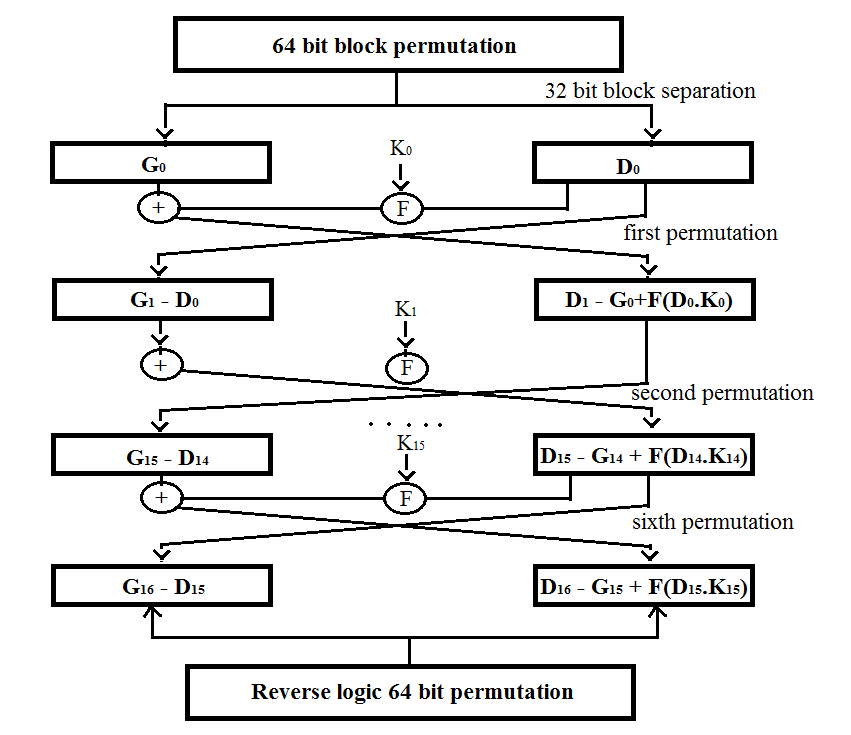 64 bit block permutation
32 bit block separation
G₀
K₀
D₀
+
F
first permutation
G₁ - D₀
K₁
D₁ - G₀+F(D₀.K₀)
+
F
second permutation
. . . . .
G₁₅ - D₁₄
K₁₅
D₁₅ - G₁₄ + F(D₁₄.K₁₄)
+
F
sixth permutation
G₁₆ - D₁₅
D₁₆ - G₁₅ + F(D₁₅.K₁₅)
Reverse logic 64 bit permutation